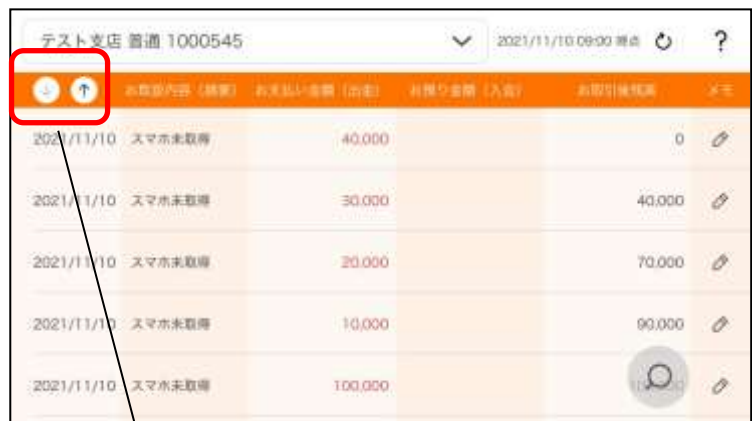 テスト支店 普通 1000545 2021/11/10 09:00 時点 ?
お取扱内容 (摘要) お支払い金額 (出金) お預り金額 (入金) お取引後残高 メモ
2021/11/10 スマホ未取得 40,000 0
2021/11/10 スマホ未取得 30,000 40,000
2021/11/10 スマホ未取得 20,000 70,000
2021/11/10 スマホ未取得 10,000 90,000
2021/11/10 スマホ未取得 100,000